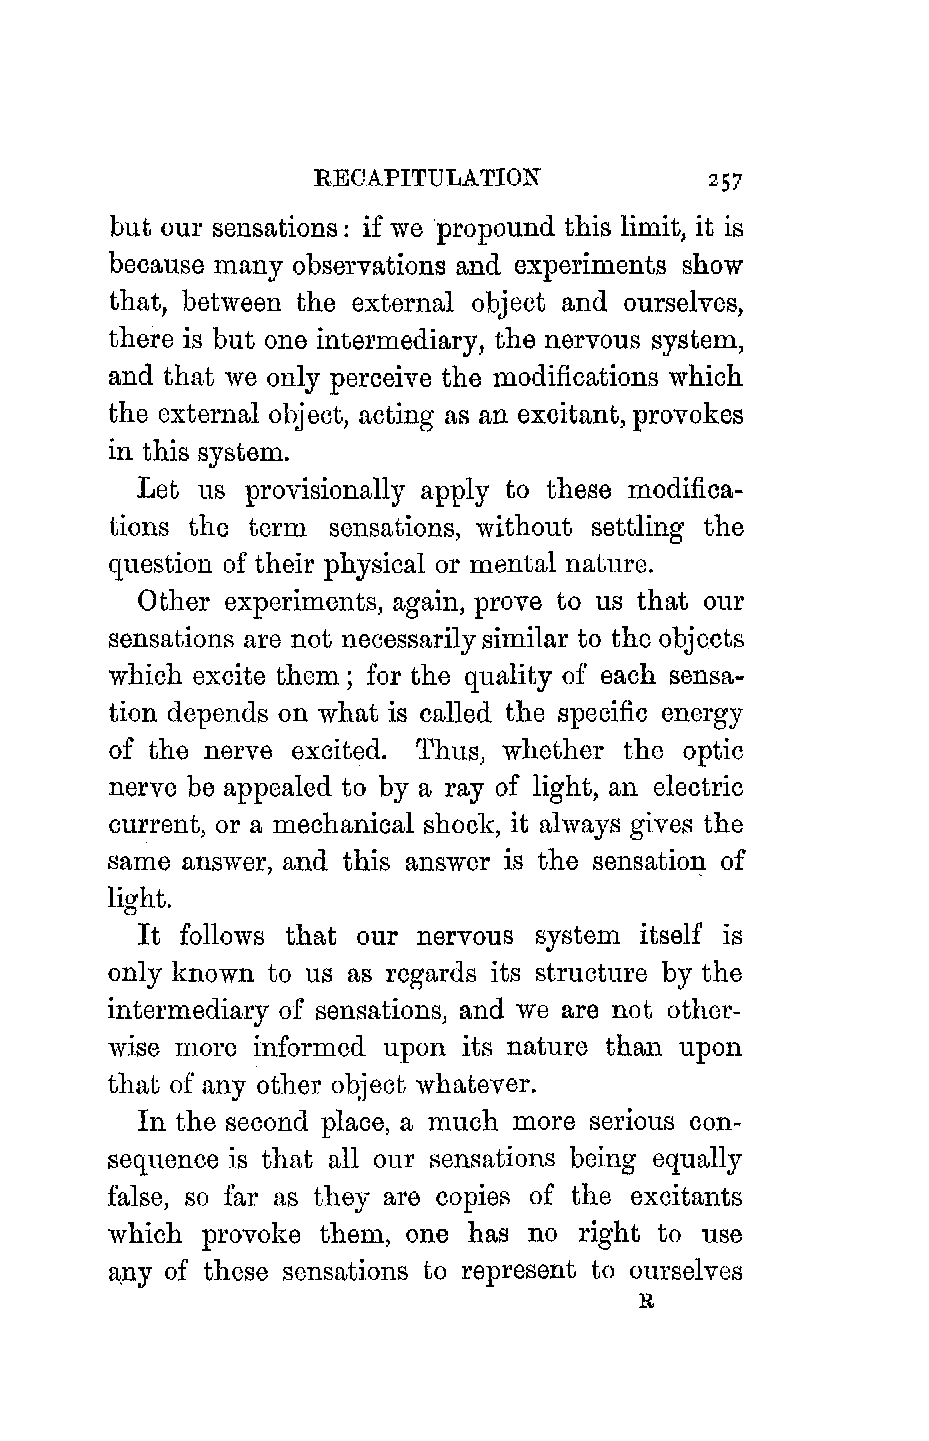 RECAPITULATION 257
but our sensations: if we propound this limit, it is
because many observations and experiments show
that, between the external object and ourselves,
there is but one intermediary, the nervous system,
and that we only perceive the modifications which
the external object, acting as an excitant, provokes
in this system.
Let us provisionally apply to these modifica-
tions the term sensations, without settling the
question of their physical or mental nature.
Other experiments, again, prove to us that our
sensations are not necessarily similar to the objects
which excite them; for the quality of each sensa-
tion depends on what is called the specific energy
of the nerve excited. Thus, whether the optic
nerve be appealed to by a ray of light, an electric
current, or a mechanical shock, it always gives the
same answer, and this answer is the sensation of
light.
It follows that our nervous system itself is
only known to us as regards its structure by the
intermediary of sensations, and we are not other-
wise more informed upon its nature than upon
that of any other object whatever.
In the second place, a much more serious con-
sequence is that all our sensations being equally
false, so far as they are copies of the excitants
which provoke them, one has no right to use
any of these sensations to represent to ourselves
R